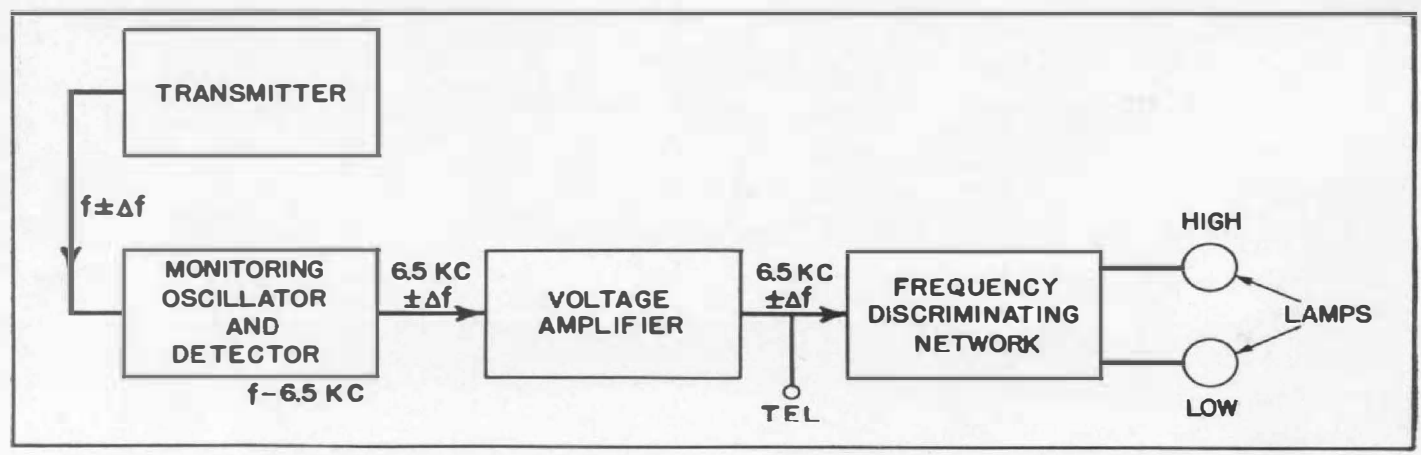 TRANSMITTER
f±Δf
MONITORING
OSCILLATOR
AND
DETECTOR
f-6.5 KC
6.5 KC
±Δf
VOLTAGE
AMPLIFIER
6.5 KC
±Δf
TEL
FREQUENCY
DISCRIMINATING
NETWORK
HIGH
LAMPS
LOW